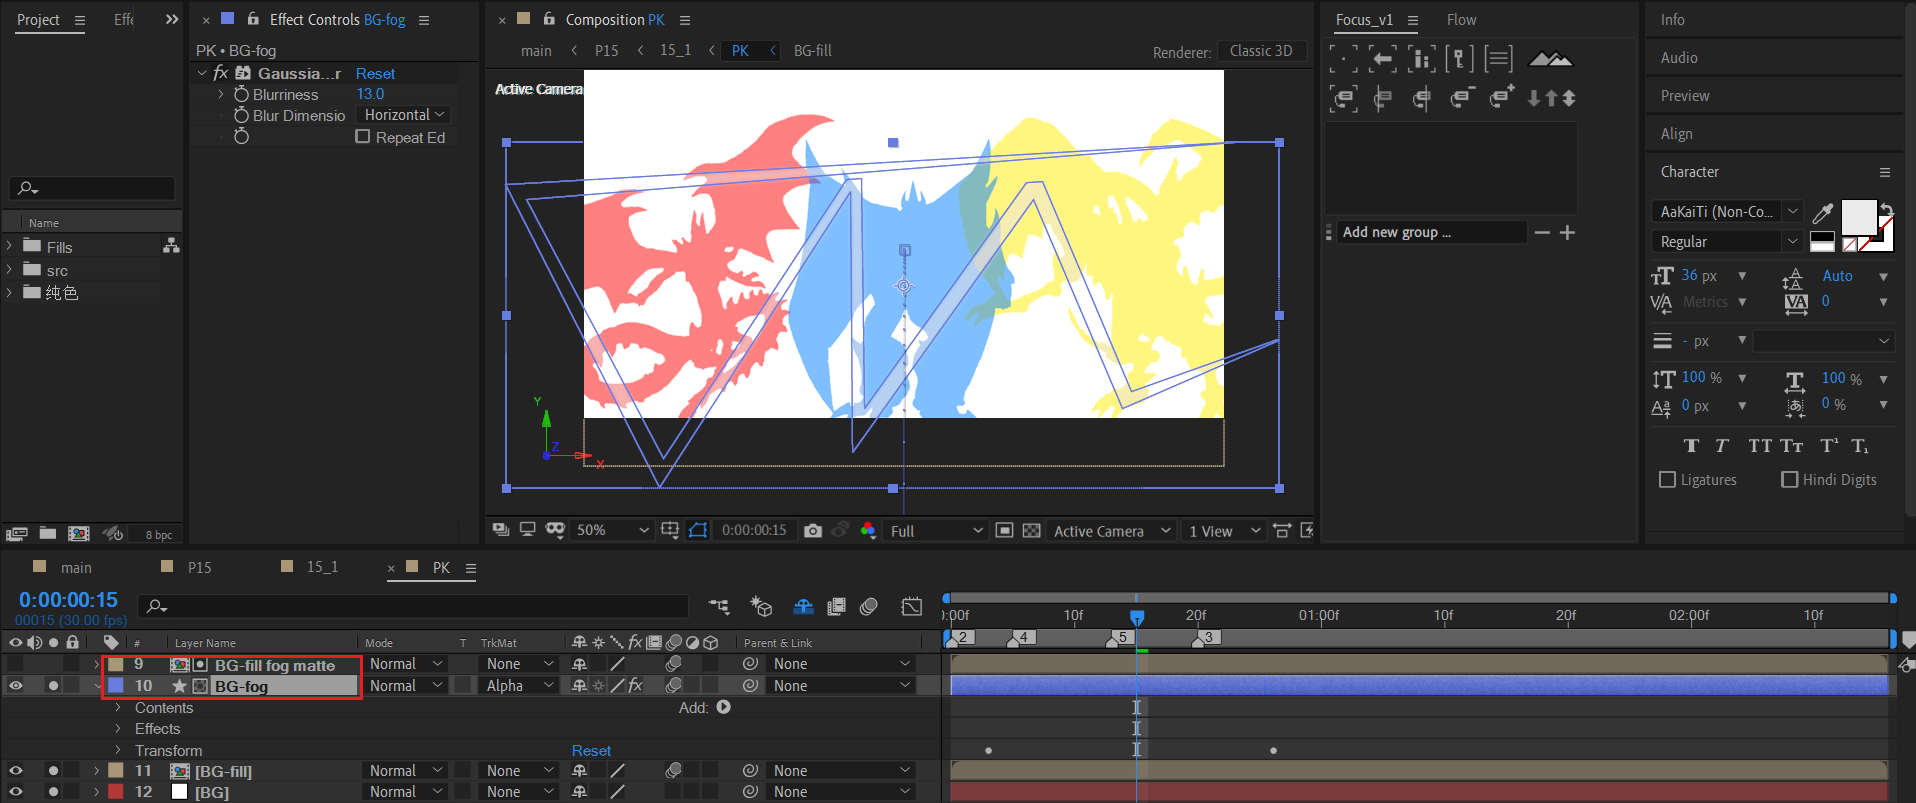 Project
Effe
Effect Controls BG-fog
Composition PK
Focus_v1
Flow
Info
PK • BG-fog
main
P15
15_1
PK
BG-fill
Renderer:
Classic 3D
Audio
fx
Gaussia...r
Reset
Active Camera
Blurriness
13.0
Preview
Blur Dimensio
Horizontal
Repeat Ed
Align
Character
AaKaiTi (Non-Co...
Name
Add new group ...
Regular
Fills
src
36 px
Auto
纯色
Metrics
0
- px
100 %
100 %
0 px
0 %
Y
Z
X
Ligatures
Hindi Digits
8 bpc
50%
0:00:00:15
Full
Active Camera
1 View
main
P15
15_1
PK
0:00:00:15
00015 (30.00 fps)
):00f
10f
20f
01:00f
10f
20f
02:00f
10f
2
4
5
3
#
Layer Name
Mode
T
TrkMat
fx
Parent & Link
9
BG-fill fog matte
Normal
None
None
10
BG-fog
Normal
Alpha
fx
None
Contents
Add:
Effects
Transform
Reset
11
[BG-fill]
Normal
None
None
12
[BG]
Normal
None
None